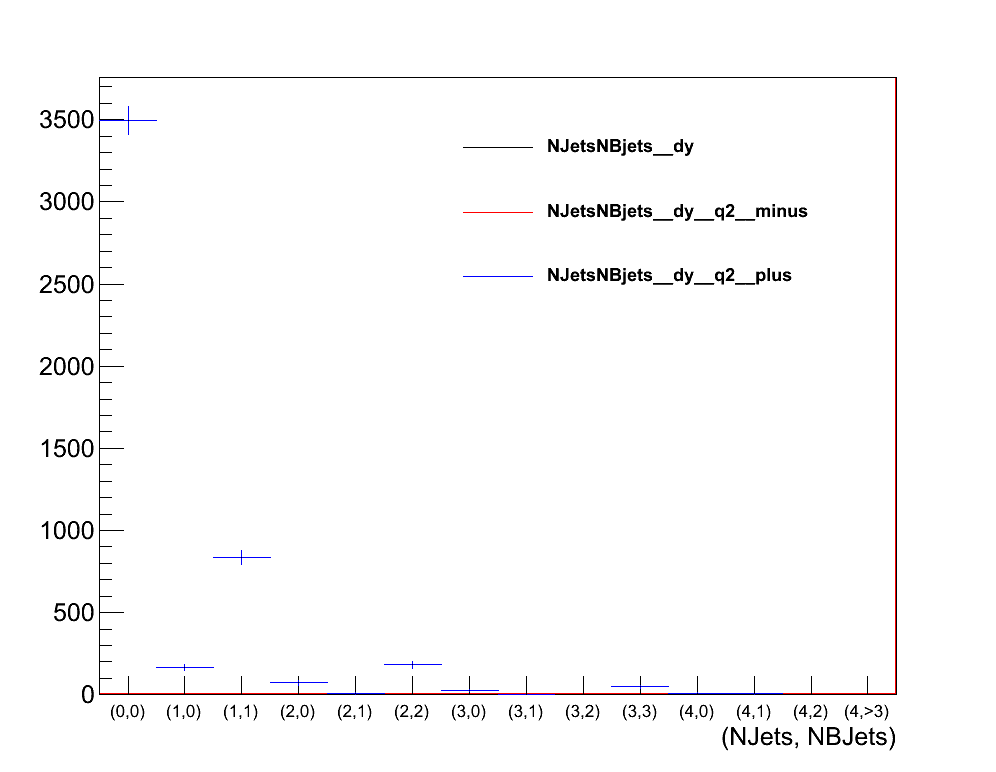 3500
3000
2500
2000
1500
1000
500
0
NJetsNBjets__dy
NJetsNBjets__dy__q2__minus
NJetsNBjets__dy__q2__plus
(0,0) (1,0) (1,1) (2,0) (2,1) (2,2) (3,0) (3,1) (3,2) (3,3) (4,0) (4,1) (4,2) (4,>3)
(NJets, NBJets)